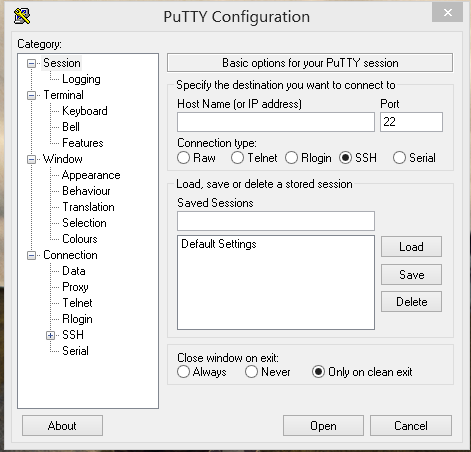 PuTTY Configuration
Category:
Session
Logging
Terminal
Keyboard
Bell
Features
Window
Appearance
Behaviour
Translation
Selection
Colours
Connection
Data
Proxy
Telnet
Rlogin
SSH
Serial
Basic options for your PuTTY session
Specify the destination you want to connect to
Host Name (or IP address) Port
22
Connection type:
Raw Telnet Rlogin SSH Serial
Load, save or delete a stored session
Saved Sessions
Default Settings
Load
Save
Delete
Close window on exit:
Always Never Only on clean exit
About Open Cancel